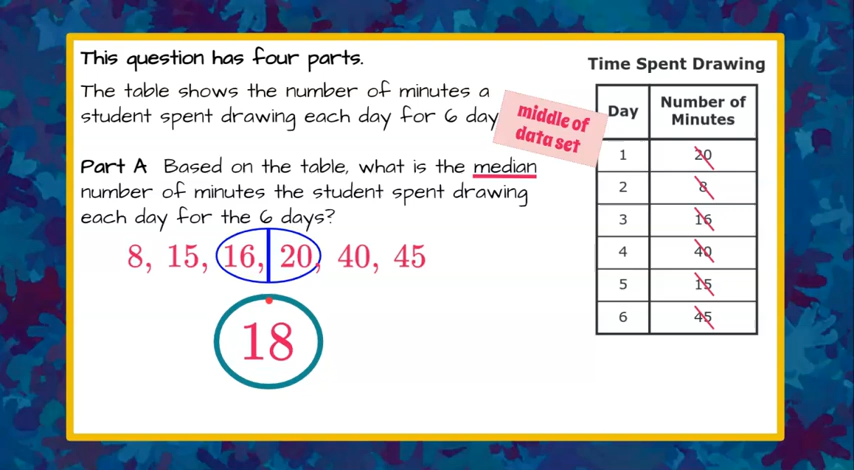 This question has four parts.
The table shows the number of minutes a
student spent drawing each day for 6 day
Part A Based on the table, what is the median
number of minutes the student spent drawing
each day for the 6 days?
8, 15, 16, 20, 40, 45
18
middle of
data set
Time Spent Drawing
Day Number of
Minutes
1 20
2 8
3 16
4 40
5 15
6 45